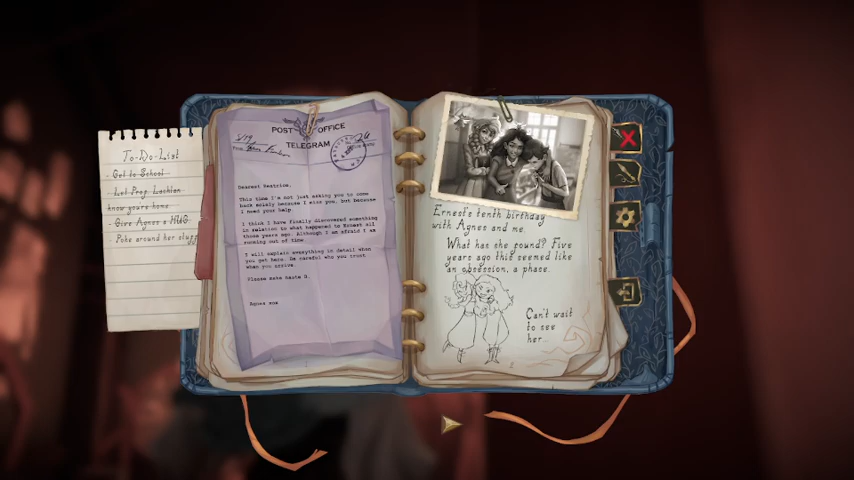 To-Do-List
- Get to School
- Let Prof. Lochlan
know youre home
- Give Agnes a HUG
- Poke around her stuff
POST OFFICE
TELEGRAM
Dearest Beatrice,
This time I'm not just asking you to come
back solely because I miss you, but because
I need your help
I think I have finally discovered something
in relation to what happened to Ernest all
those years ago. Although I am afraid I am
running out of time.
I will explain everything in detail when
you get here. Be careful who you trust
when you arrive
Please make haste B.
Agnes xox
Ernest's tenth birthday
with Agnes and me.
What has she found? Five
years ago this seemed like
an obsession, a phase.
Can't wait
to see
her...